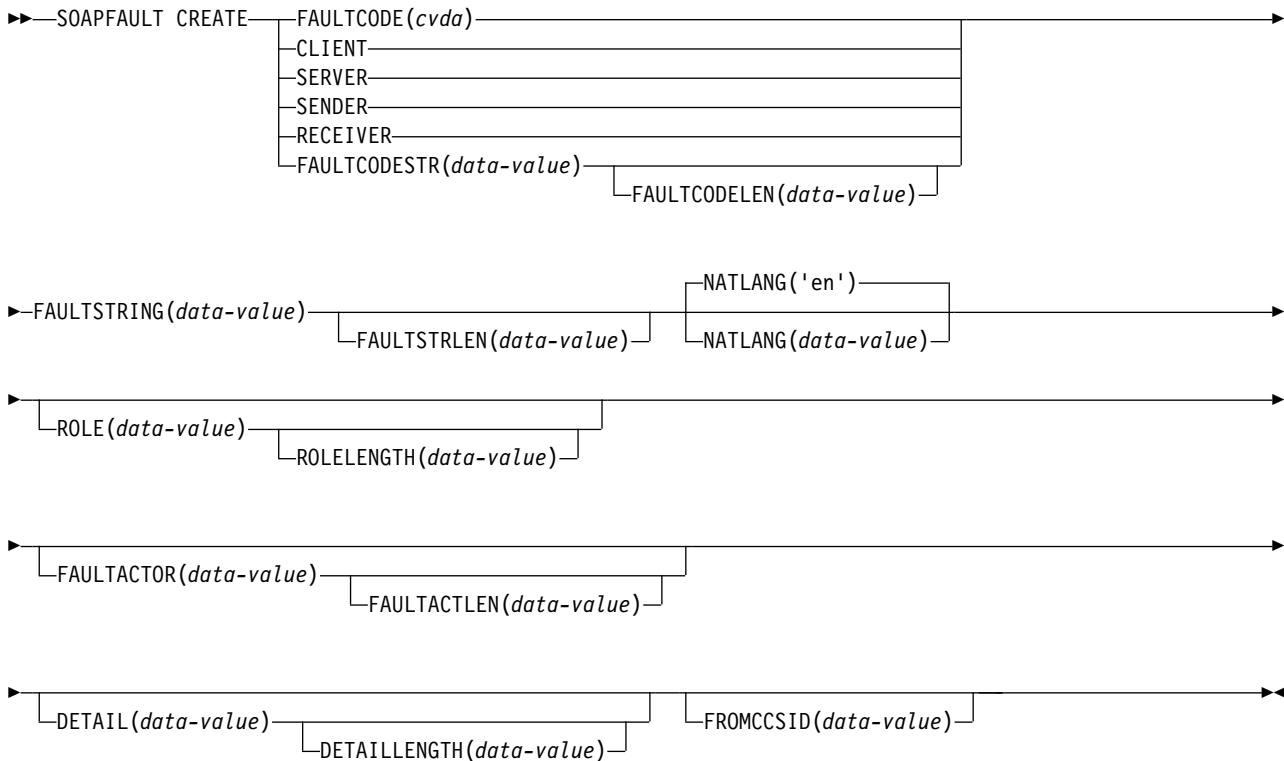 SOAPFAULT CREATE FAULTCODE(cvda)
CLIENT
SERVER
SENDER
RECEIVER
FAULTCODESTR(data-value)
FAULTCODELEN(data-value)
NATLANG('en')
FAULTSTRING(data-value)
FAULTSTRLEN(data-value) NATLANG(data-value)
ROLE(data-value)
ROLELENGTH(data-value)
FAULTACTOR(data-value)
FAULTACTLEN(data-value)
DETAIL(data-value) FROMCCSID(data-value)
DETAILLENGTH(data-value)